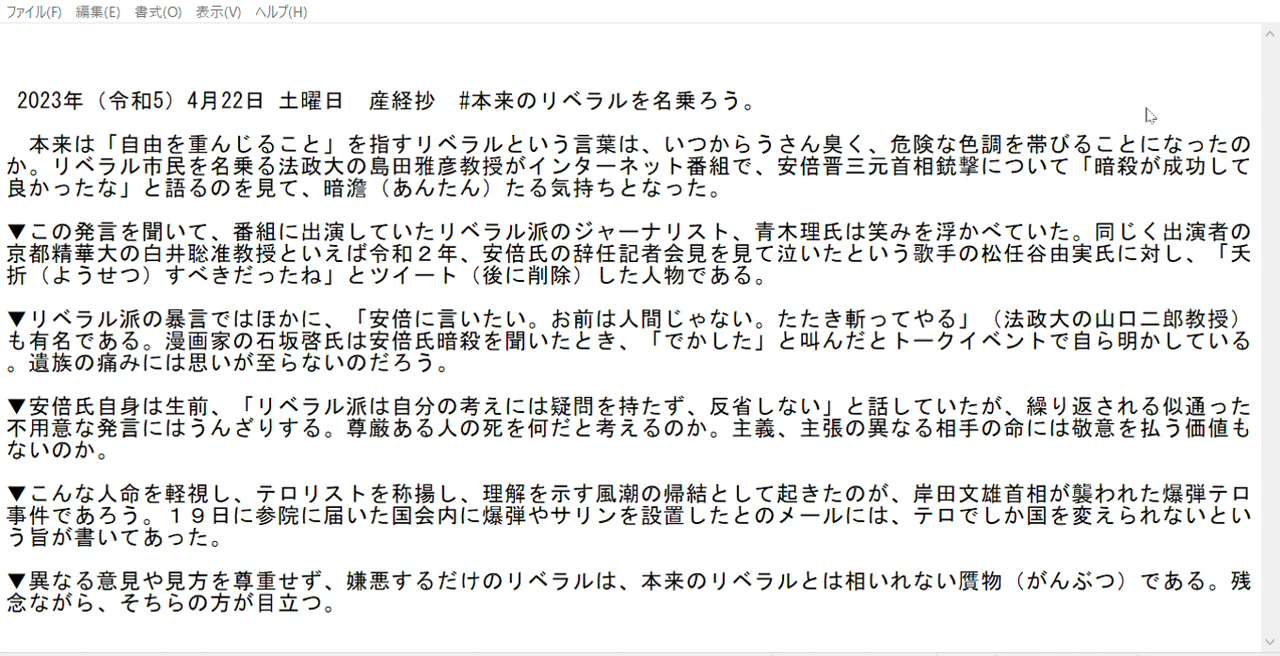 ファイル(F) 編集(E) 書式(O) 表示(V) ヘルプ(H)
2023年（令和5）4月22日 土曜日　産経抄　#本来のリベラルを名乗ろう。
　本来は「自由を重んじること」を指すリベラルという言葉は、いつからうさん臭く、危険な色調を帯びることになったの
か。リベラル市民を名乗る法政大の島田雅彦教授がインターネット番組で、安倍晋三元首相銃撃について「暗殺が成功して
良かったな」と語るのを見て、暗澹（あんたん）たる気持ちとなった。
▼この発言を聞いて、番組に出演していたリベラル派のジャーナリスト、青木理氏は笑みを浮かべていた。同じく出演者の
京都精華大の白井聡准教授といえば令和２年、安倍氏の辞任記者会見を見て泣いたという歌手の松任谷由実氏に対し、「夭
折（ようせつ）すべきだったね」とツイート（後に削除）した人物である。
▼リベラル派の暴言ではほかに、「安倍に言いたい。お前は人間じゃない。たたき斬ってやる」（法政大の山口二郎教授）
も有名である。漫画家の石坂啓氏は安倍氏暗殺を聞いたとき、「でかした」と叫んだとトークイベントで自ら明かしている
。遺族の痛みには思いが至らないのだろう。
▼安倍氏自身は生前、「リベラル派は自分の考えには疑問を持たず、反省しない」と話していたが、繰り返される似通った
不用意な発言にはうんざりする。尊厳ある人の死を何だと考えるのか。主義、主張の異なる相手の命には敬意を払う価値も
ないのか。
▼こんな人命を軽視し、テロリストを称揚し、理解を示す風潮の帰結として起きたのが、岸田文雄首相が襲われた爆弾テロ
事件であろう。１９日に参院に届いた国会内に爆弾やサリンを設置したとのメールには、テロでしか国を変えられないとい
う旨が書いてあった。
▼異なる意見や見方を尊重せず、嫌悪するだけのリベラルは、本来のリベラルとは相いれない贋物（がんぶつ）である。残
念ながら、そちらの方が目立つ。